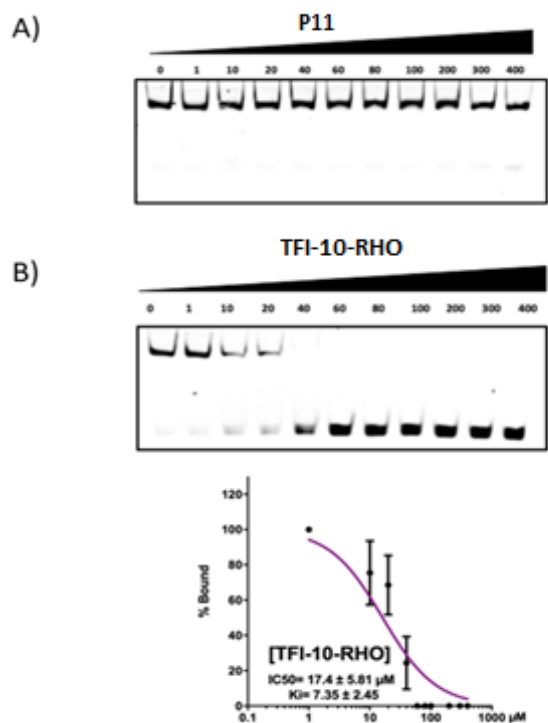 A)
P11
0 1 10 20 40 60 80 100 200 300 400
B)
TFI-10-RHO
0 1 10 20 40 60 80 100 200 300 400
120
100
80
60
40
20
0
% Bound
[TFI-10-RHO]
IC50= 17.4 ± 5.81 µM
Ki= 7.35 ± 2.45
0.1 1 10 100 1000 µM